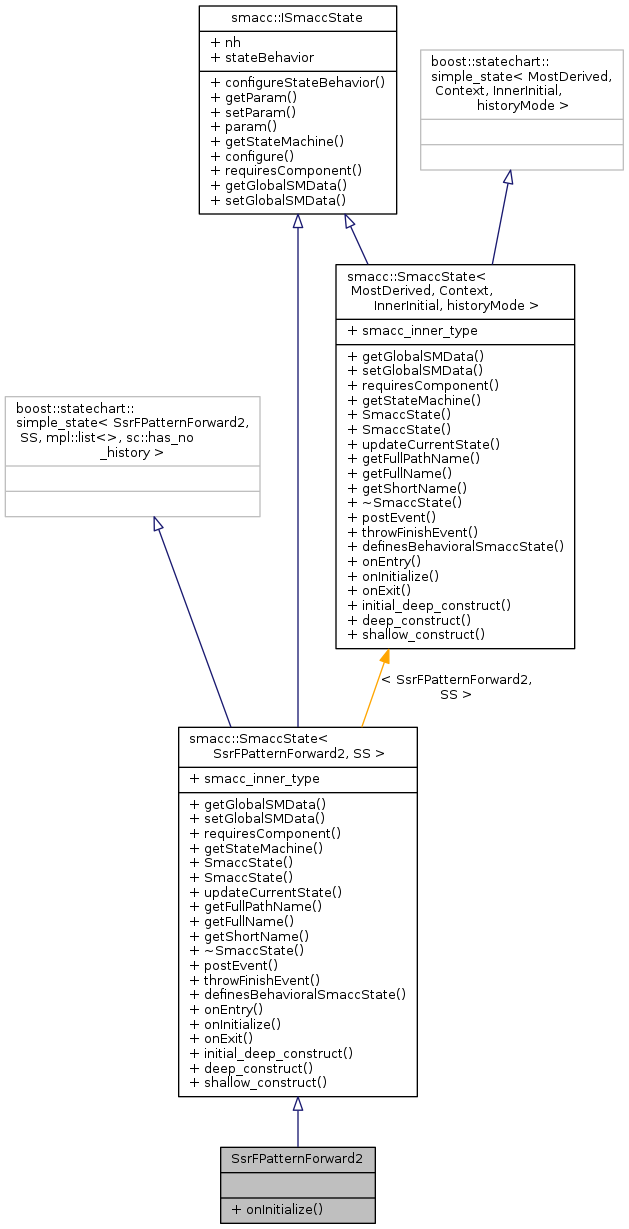 smacc::ISmaccState
+ nh
+ stateBehavior
+ configureStateBehavior()
+ getParam()
+ setParam()
+ param()
+ getStateMachine()
+ configure()
+ requiresComponent()
+ getGlobalSMData()
+ setGlobalSMData()
boost::statechart::
simple_state< MostDerived,
Context, InnerInitial,
historyMode >
smacc::SmaccState<
MostDerived, Context,
InnerInitial, historyMode >
+ smacc_inner_type
+ getGlobalSMData()
+ setGlobalSMData()
+ requiresComponent()
+ getStateMachine()
+ SmaccState()
+ SmaccState()
+ updateCurrentState()
+ getFullPathName()
+ getFullName()
+ getShortName()
+ ~SmaccState()
+ postEvent()
+ throwFinishEvent()
+ definesBehavioralSmaccState()
+ onEntry()
+ onInitialize()
+ onExit()
+ initial_deep_construct()
+ deep_construct()
+ shallow_construct()
boost::statechart::
simple_state< SsrFPatternForward2,
SS, mpl::list<>, sc::has_no
_history >
< SsrFPatternForward2,
SS >
smacc::SmaccState<
SsrFPatternForward2, SS >
+ smacc_inner_type
+ getGlobalSMData()
+ setGlobalSMData()
+ requiresComponent()
+ getStateMachine()
+ SmaccState()
+ SmaccState()
+ updateCurrentState()
+ getFullPathName()
+ getFullName()
+ getShortName()
+ ~SmaccState()
+ postEvent()
+ throwFinishEvent()
+ definesBehavioralSmaccState()
+ onEntry()
+ onInitialize()
+ onExit()
+ initial_deep_construct()
+ deep_construct()
+ shallow_construct()
SsrFPatternForward2
+ onInitialize()